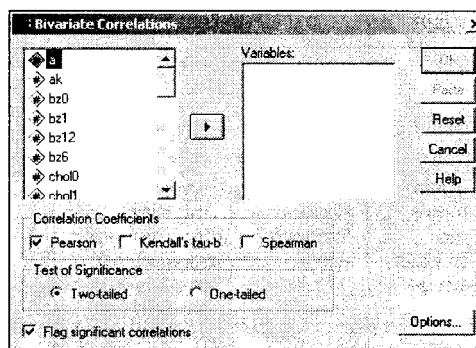 Bivariate Correlations
a
ak
bz0
bz1
bz12
bz6
chol0
chol1
Variables:
OK
Paste
Reset
Cancel
Help
Correlation Coefficients
Pearson Kendall's tau-b Spearman
Test of Significance
Two-tailed One-tailed
Flag significant correlations
Options...